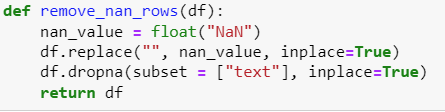 def remove_nan_rows(df):
    nan_value = float("NaN")
    df.replace("", nan_value, inplace=True)
    df.dropna(subset = ["text"], inplace=True)
    return df